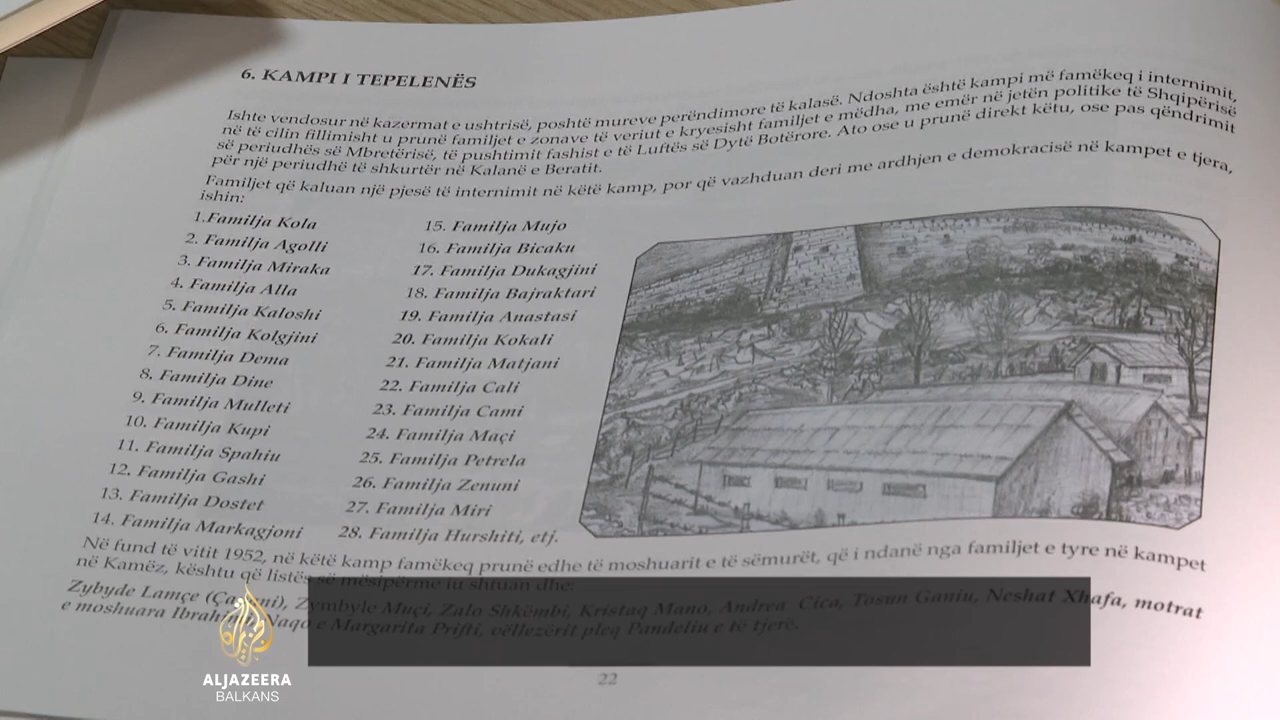 6. KAMPI I TEPELENËS
Ishte vendosur në kazermat e ushtrisë, poshtë mureve perëndimore të kalasë. Ndoshta është kampi më famëkeq i internimit,
në të cilin fillimisht u prunë familjet e zonave të veriut e kryesisht familjet e mëdha, me emër në jetën politike të Shqipërisë
së periudhës së Mbretërisë, të pushtimit fashist e të Luftës së Dytë Botërore. Ato ose u prunë direkt këtu, ose pas qëndrimit
për një periudhë të shkurtër në Kalanë e Beratit.
Familjet që kaluan një pjesë të internimit në këtë kamp, por që vazhduan deri me ardhjen e demokracisë në kampet e tjera,
ishin:
1.Familja Kola
2. Familja Agolli
3. Familja Miraka
4. Familja Alla
5. Familja Kaloshi
6. Familja Kolgjini
7. Familja Dema
8. Familja Dine
9. Familja Mulleti
10. Familja Kupi
11. Familja Spahiu
12. Familja Gashi
13. Familja Dostet
14. Familja Markagjoni
15. Familja Mujo
16. Familja Bicaku
17. Familja Dukagjini
18. Familja Bajraktari
19. Familja Anastasi
20. Familja Kokali
21. Familja Matjani
22. Familja Cali
23. Familja Cami
24. Familja Maçi
25. Familja Petrela
26. Familja Zenuni
27. Familja Miri
28. Familja Hurshiti, etj.
Në fund të vitit 1952, në këtë kamp famëkeq prunë edhe të moshuarit e të sëmurët, që i ndanë nga familjet e tyre në kampet
në Kamëz, kështu që listës së mësipërme iu shtuan dhe:
Zybyde Lamçe Zymbyle Muçi, Zalo Shkëmbi, Kristaq Mano, Andrea Cica, Tosun Ganiu, Neshat Xhafa, motrat
e moshuara Vaqo e Margarita Prifti, vëllezërit pleq Pandeliu e të tjerë.
22
ALJAZEERA
BALKANS